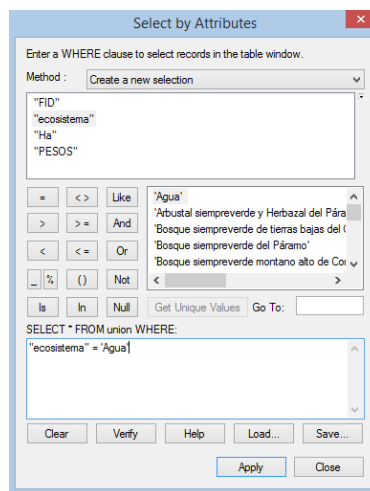 Select by Attributes
Enter a WHERE clause to select records in the table window.
Method : Create a new selection
"FID"
"ecosistema"
"Ha"
"PESOS"
= <> Like
> >= And
< <= Or
_ % () Not
Is In Null
'Agua'
'Arbustal siempreverde y Herbazal del Pára
'Bosque siempreverde de tierras bajas del
'Bosque siempreverde del Páramo'
'Bosque siempreverde montano alto de Cor
Get Unique Values Go To:
SELECT * FROM union WHERE:
"ecosistema" = 'Agua'
Clear Verify Help Load... Save...
Apply Close